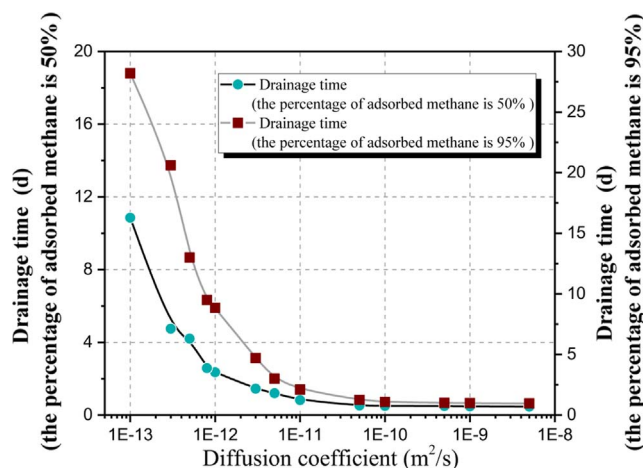 Drainage time (d)
(the percentage of adsorbed methane is 50%)
20
16
12
8
4
0
Drainage time
(the percentage of adsorbed methane is 50% )
Drainage time
(the percentage of adsorbed methane is 95% )
30
25
20
15
10
5
0
Drainage time (d)
(the percentage of adsorbed methane is 95%)
1E-13 1E-12 1E-11 1E-10 1E-9 1E-8
Diffusion coefficient (m²/s)